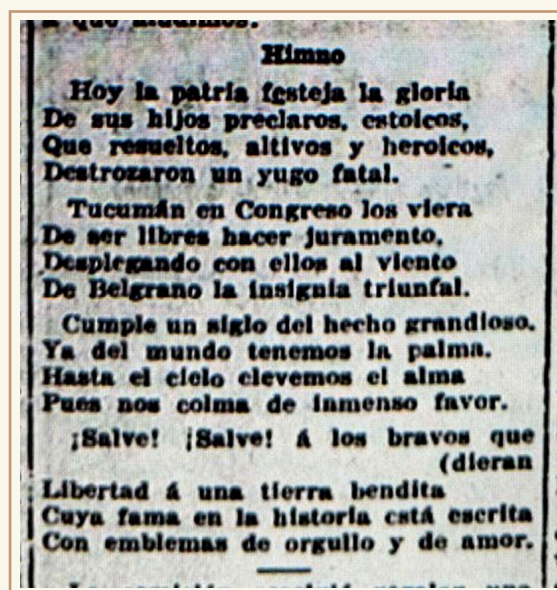 á que aludimos.
Himno
Hoy la patria festeja la gloria
De sus hijos preclaros, estoicos,
Que resueltos, altivos y heroicos,
Destrozaron un yugo fatal.
Tucumán en Congreso los viera
De ser libres hacer juramento,
Desplegando con ellos al viento
De Belgrano la insignia triunfal.
Cumple un siglo del hecho grandioso.
Ya del mundo tenemos la palma.
Hasta el cielo elevemos el alma
Pues nos colma de inmenso favor.
¡Salve! ¡Salve! á los bravos que
(dieran
Libertad á una tierra bendita
Cuya fama en la historia está escrita
Con emblemas de orgullo y de amor.